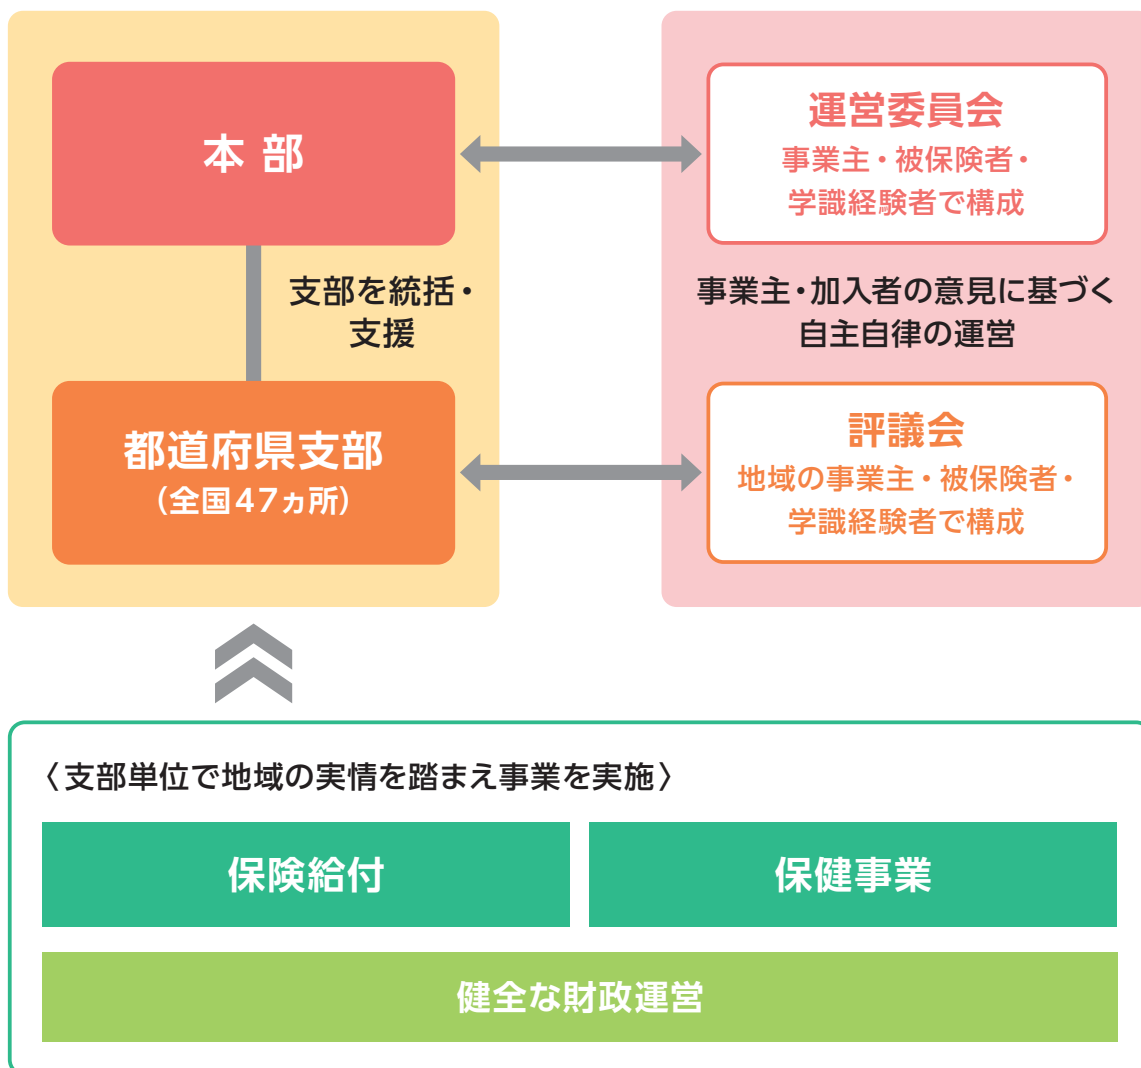 本 部
運営委員会
事業主・被保険者・
学識経験者で構成
支部を統括・
支援
事業主・加入者の意見に基づく
自主自律の運営
都道府県支部
（全国47ヵ所）
評議会
地域の事業主・被保険者・
学識経験者で構成
〈支部単位で地域の実情を踏まえ事業を実施〉
保険給付
保健事業
健全な財政運営